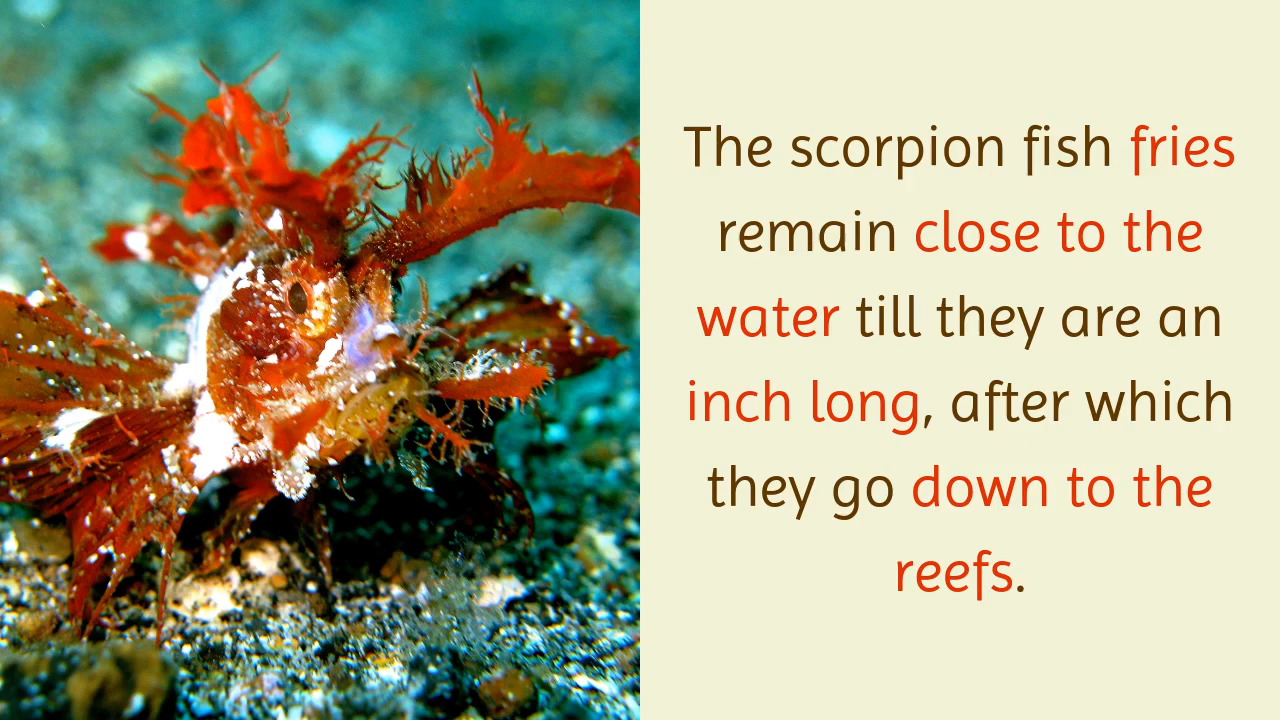 The scorpion fish fries
remain close to the
water till they are an
inch long, after which
they go down to the
reefs.